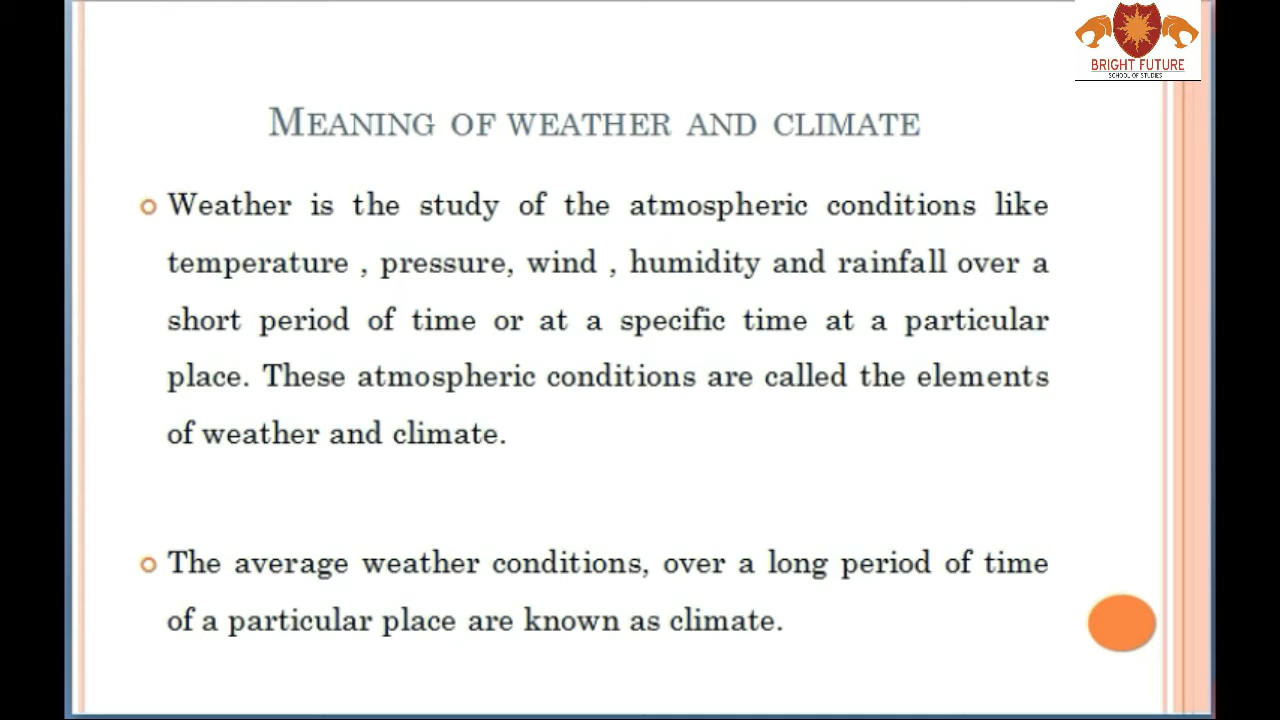 BRIGHT FUTURE
SCHOOL OF STUDIES
MEANING OF WEATHER AND CLIMATE
Weather is the study of the atmospheric conditions like
temperature , pressure, wind , humidity and rainfall over a
short period of time or at a specific time at a particular
place. These atmospheric conditions are called the elements
of weather and climate.
The average weather conditions, over a long period of time
of a particular place are known as climate.